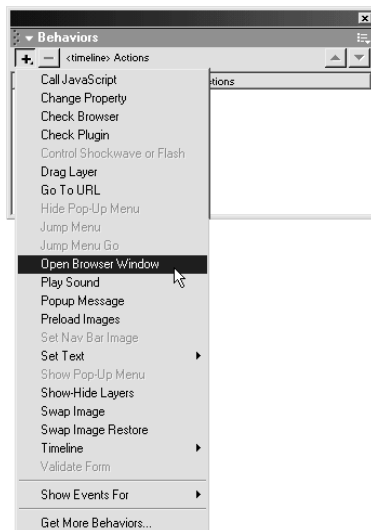 Behaviors
<timeline> Actions
Call JavaScript
Change Property
Check Browser
Check Plugin
Control Shockwave or Flash
Drag Layer
Go To URL
Hide Pop-Up Menu
Jump Menu
Jump Menu Go
Open Browser Window
Play Sound
Popup Message
Preload Images
Set Nav Bar Image
Set Text
Show Pop-Up Menu
Show-Hide Layers
Swap Image
Swap Image Restore
Timeline
Validate Form
Show Events For
Get More Behaviors...